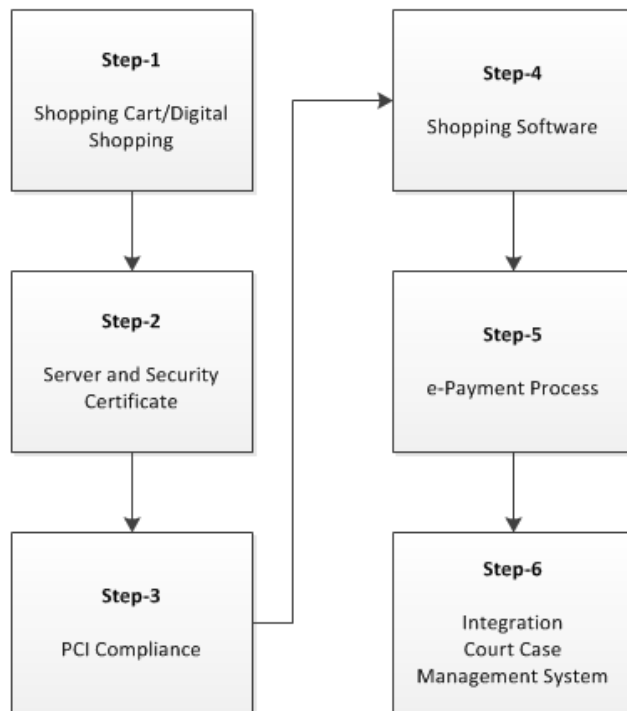 Step-1
Shopping Cart/Digital
Shopping
Step-2
Server and Security
Certificate
Step-3
PCI Compliance
Step-4
Shopping Software
Step-5
e-Payment Process
Step-6
Integration
Court Case
Management System